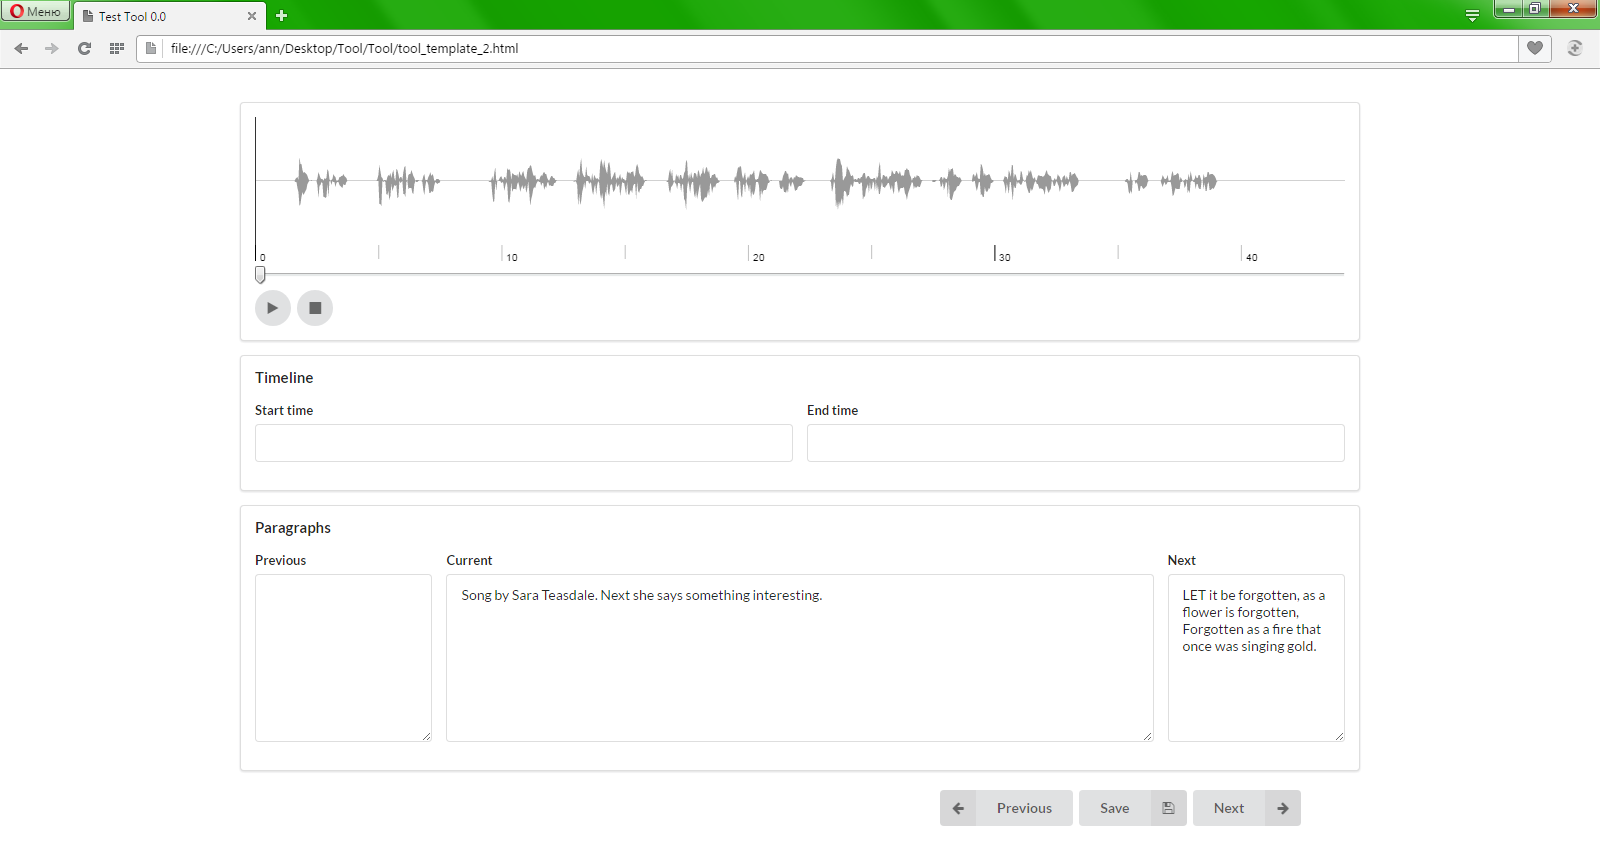 Меню
Test Tool 0.0
file:///C:/Users/ann/Desktop/Tool/Tool/tool_template_2.html
0 10 20 30 40
Timeline
Start time End time
Paragraphs
Previous Current Next
Song by Sara Teasdale. Next she says something interesting.
LET it be forgotten, as a
flower is forgotten,
Forgotten as a fire that
once was singing gold.
Previous Save Next